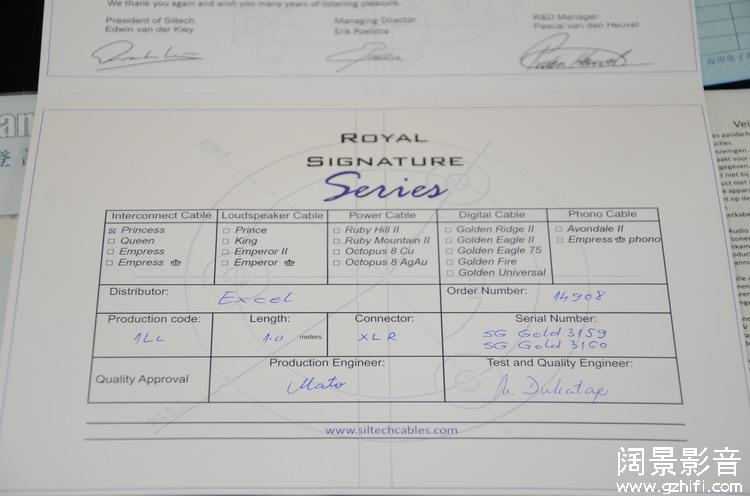 We thank you again and wish you many years of listening pleasure.
President of Siltech
Edwin van der Kley
Managing Director
Erik Poelstra
R&D Manager
Pascal van den Heuvel
ROYAL
SIGNATURE
Series
Interconnect Cable Loudspeaker Cable Power Cable Digital Cable Phono Cable
☒ Princess
☐ Queen
☐ Empress
☐ Empress
☐ Prince
☐ King
☐ Emperor II
☐ Emperor
☐ Ruby Hill II
☐ Ruby Mountain II
☐ Octopus 8 Cu
☐ Octopus 8 AgAu
☐ Golden Ridge II
☐ Golden Eagle II
☐ Golden Eagle 75
☐ Golden Fire
☐ Golden Universal
☐ Avondale II
☐ Empress phono
Distributor: Excel
Order Number: 14908
Production code:
1LL
Length:
1.0 meters
Connector:
XLR
Serial Number:
SG Gold 3159
SG Gold 3160
Quality Approval
Production Engineer:
Mato
Test and Quality Engineer:
www.siltechcables.com
Vei
Audio
阔景影音
www.gzhifi.com